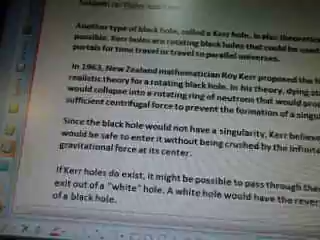 Another type of black hole, called a Kerr hole, is also theoretic
possible. Kerr holes are rotating black holes that could be used
portals for time travel or travel to parallel universes.
In 1963, New Zealand mathematician Roy Kerr proposed the fi
realistic theory for a rotating black hole. In his theory, dying sta
would collapse into a rotating ring of neutrons that would pro
sufficient centrifugal force to prevent the formation of a singu
Since the black hole would not have a singularity, Kerr believe
would be safe to enter it without being crushed by the infinite
gravitational force at its center.
If Kerr holes do exist, it might be possible to pass through the
exit out of a "white" hole. A white hole would have the rever
of a black hole.